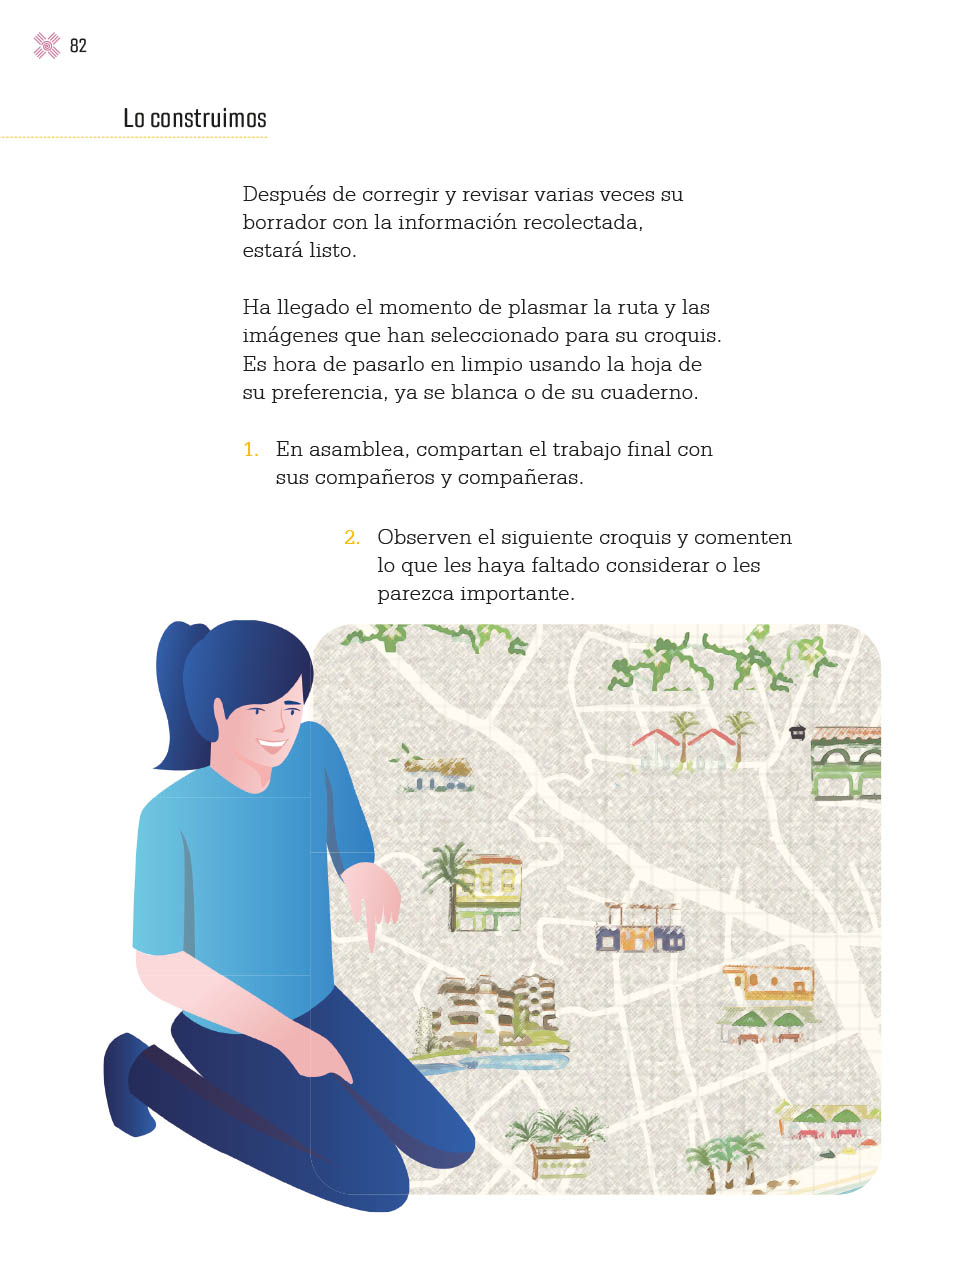 82
Lo construimos
Después de corregir y revisar varias veces su
borrador con la información recolectada,
estará listo.
Ha llegado el momento de plasmar la ruta y las
imágenes que han seleccionado para su croquis.
Es hora de pasarlo en limpio usando la hoja de
su preferencia, ya se blanca o de su cuaderno.
1. En asamblea, compartan el trabajo final con
sus compañeros y compañeras.
2. Observen el siguiente croquis y comenten
lo que les haya faltado considerar o les
parezca importante.